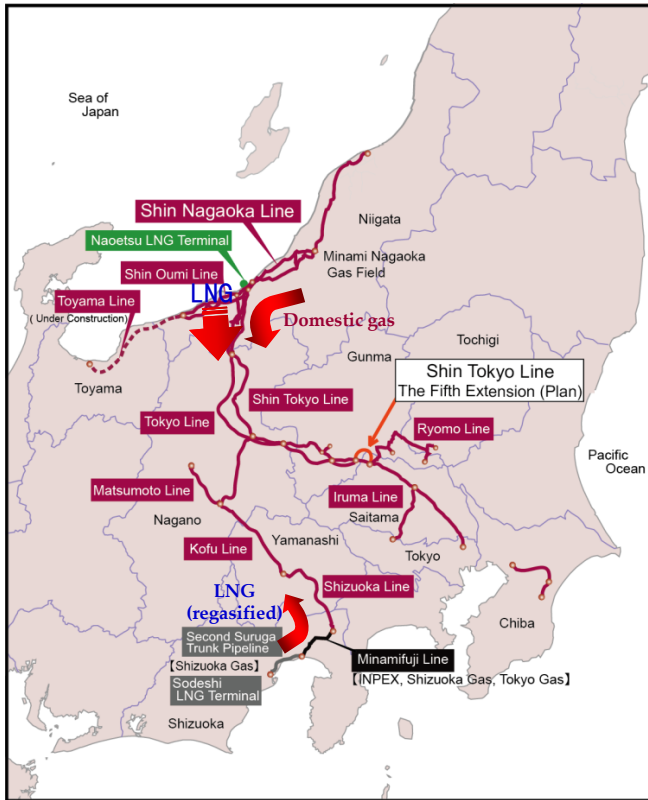 Sea of
Japan
Shin Nagaoka Line
Niigata
Naoetsu LNG Terminal
Minami Nagaoka
Gas Field
Shin Oumi Line
LNG
Toyama Line
( Under Construction)
Domestic gas
Tochigi
Gunma
Toyama
Shin Tokyo Line
The Fifth Extension (Plan)
Shin Tokyo Line
Tokyo Line
Ryomo Line
Pacific
Ocean
Matsumoto Line
Iruma Line
Nagano
Saitama
Yamanashi
Kofu Line
Tokyo
Shizuoka Line
LNG
(regasified)
Chiba
Second Suruga
Trunk Pipeline
【Shizuoka Gas】
Minamifuji Line
【INPEX, Shizuoka Gas, Tokyo Gas】
Sodeshi
LNG Terminal
Shizuoka